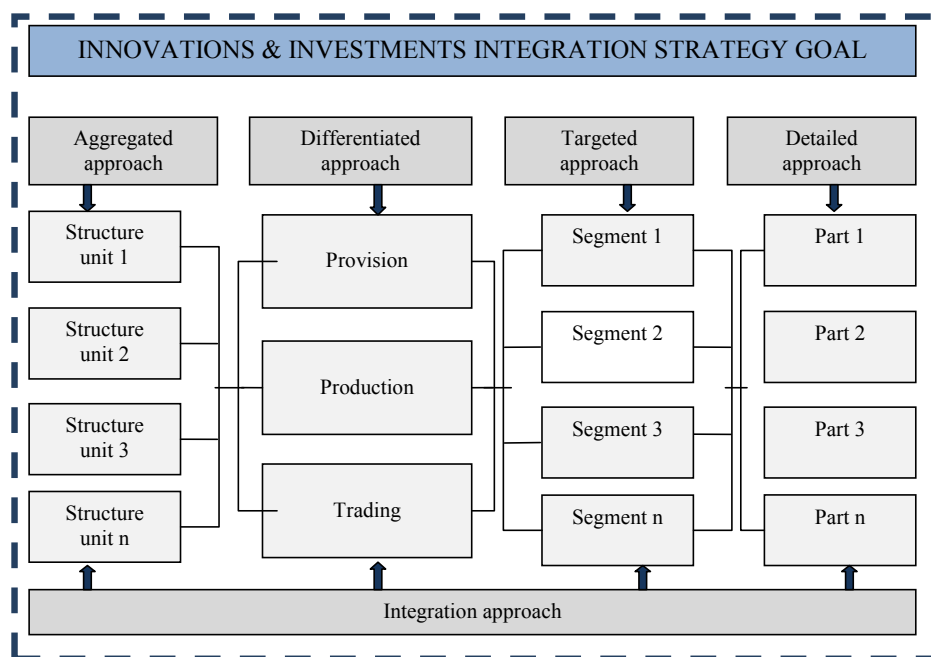 INNOVATIONS & INVESTMENTS INTEGRATION STRATEGY GOAL
Aggregated
approach
Differentiated
approach
Targeted
approach
Detailed
approach
Structure
unit 1
Structure
unit 2
Structure
unit 3
Structure
unit n
Provision
Production
Trading
Segment 1
Segment 2
Segment 3
Segment n
Part 1
Part 2
Part 3
Part n
Integration approach